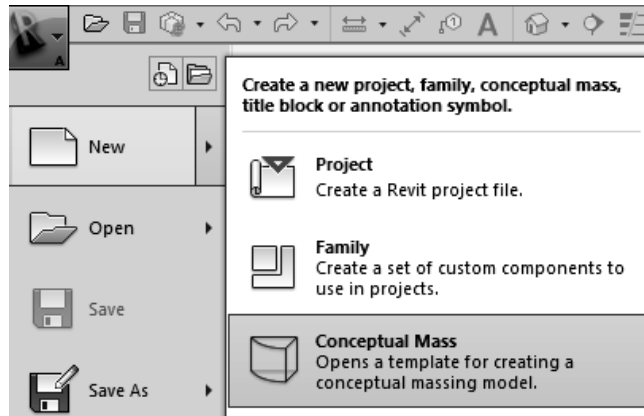 A
1
A
Create a new project, family, conceptual mass,
title block or annotation symbol.
New
Project
Create a Revit project file.
Open
Family
Create a set of custom components to
use in projects.
Save
Conceptual Mass
Opens a template for creating a
conceptual massing model.
Save As